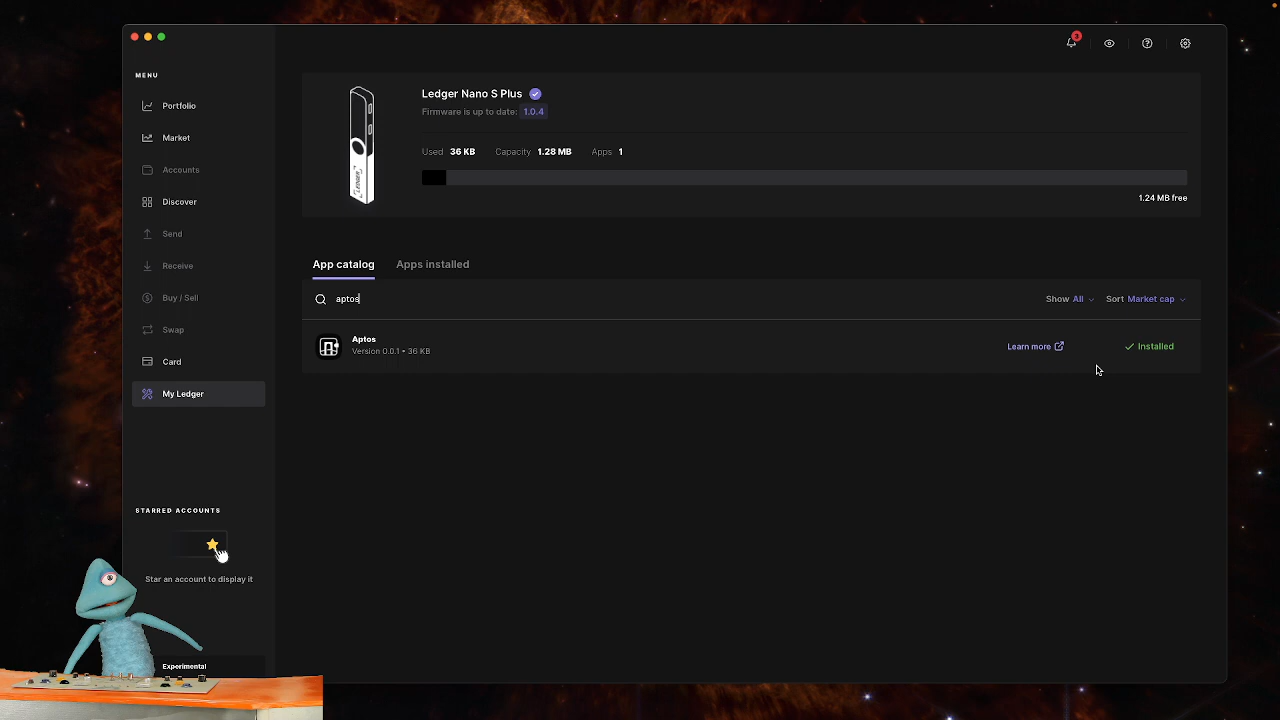 3
MENU
Portfolio
Market
Accounts
Discover
Send
Receive
Buy / Sell
Swap
Card
My Ledger
STARRED ACCOUNTS
Star an account to display it
Experimental
Ledger Nano S Plus
Firmware is up to date: 1.0.4
Used 36 KB Capacity 1.28 MB Apps 1
1.24 MB free
LEDGER
App catalog Apps installed
aptos
Show All Sort Market cap
Aptos
Version 0.0.1 • 36 KB
Learn more
Installed